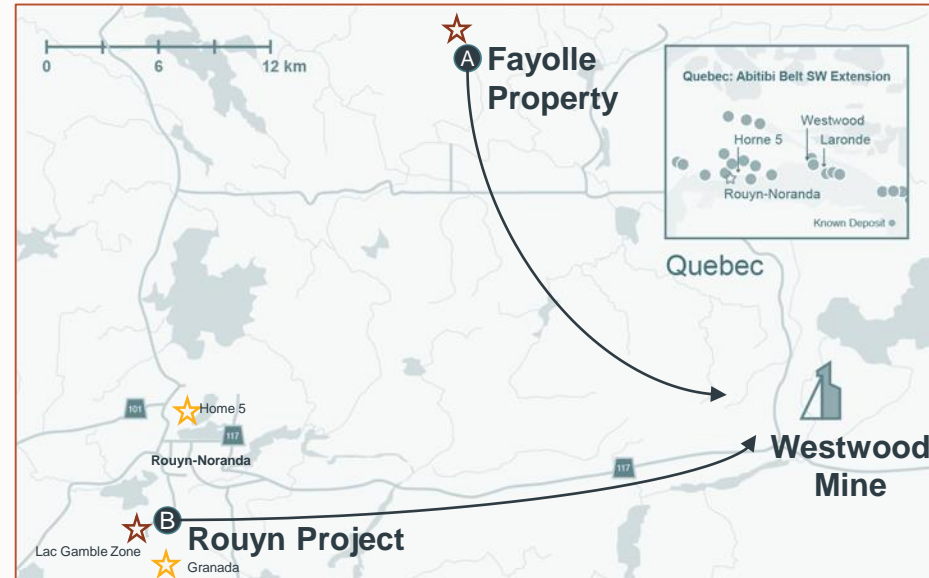 0
6
12 km
A
Fayolle
Property
Quebec: Abitibi Belt SW Extension
Westwood
Horne 5
Laronde
Rouyn-Noranda
Known Deposit
Quebec
101
Home 5
117
Rouyn-Noranda
117
Westwood
Mine
B
Rouyn Project
Lac Gamble Zone
Granada